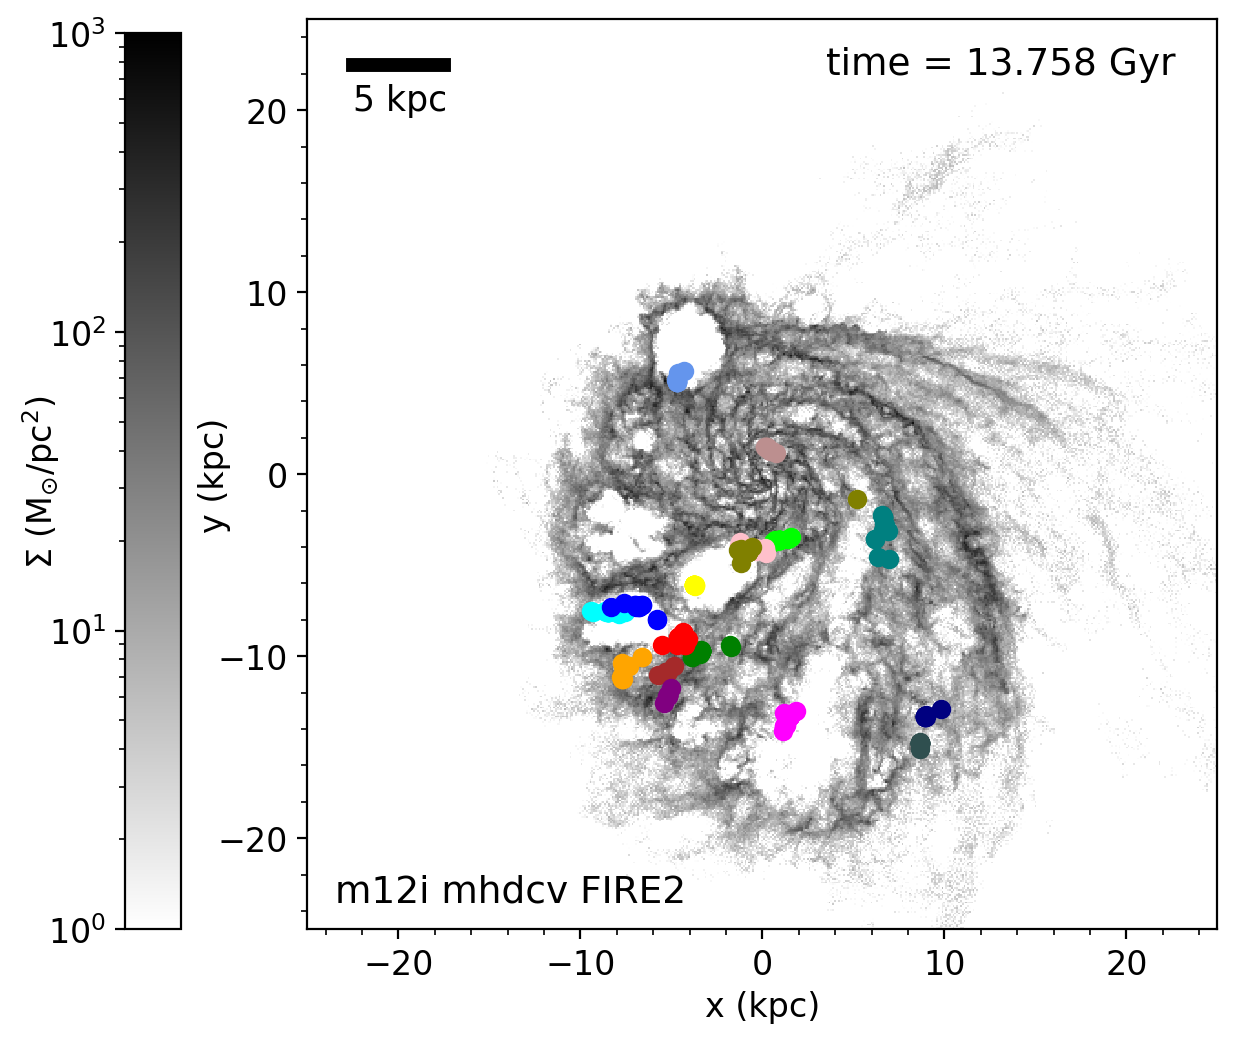 10³
10²
10¹
10⁰
Σ (M⊙/pc²)
y (kpc)
20
10
0
−10
−20
5 kpc
time = 13.758 Gyr
m12i mhdcv FIRE2
−20 −10 0 10 20
x (kpc)